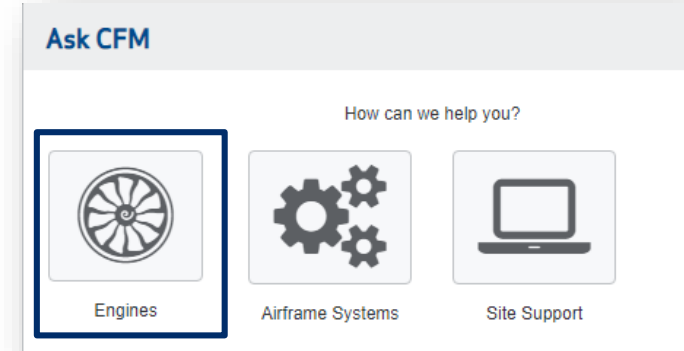 Ask CFM
How can we help you?
Engines
Airframe Systems
Site Support